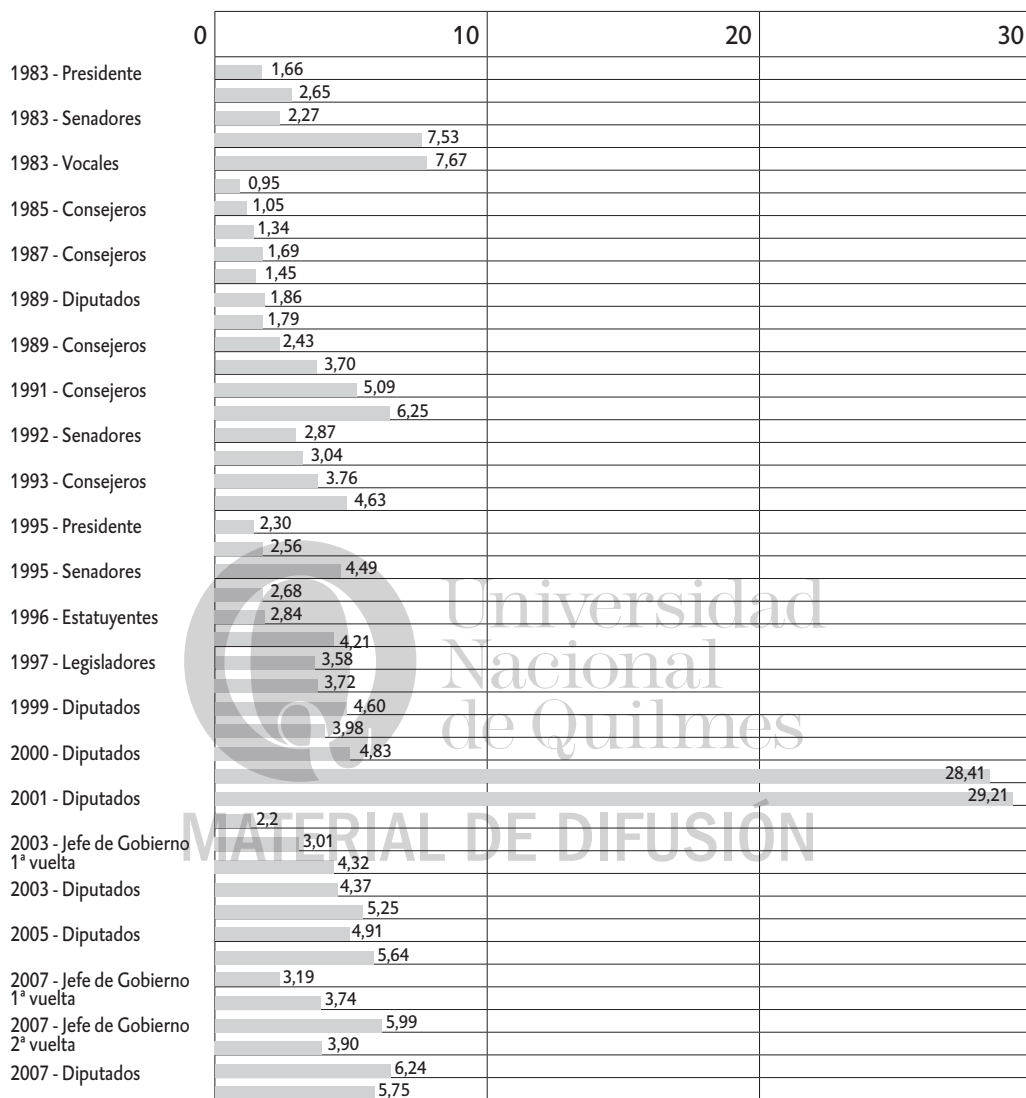 0 10 20 30
1983 - Presidente 1,66
2,65
1983 - Senadores 2,27
7,53
1983 - Vocales 7,67
0,95
1985 - Consejeros 1,05
1,34
1987 - Consejeros 1,69
1,45
1989 - Diputados 1,86
1,79
1989 - Consejeros 2,43
3,70
1991 - Consejeros 5,09
6,25
1992 - Senadores 2,87
3,04
1993 - Consejeros 3.76
4,63
1995 - Presidente 2,30
2,56
1995 - Senadores 4,49
2,68
1996 - Estatuyentes 2,84
4,21
1997 - Legisladores 3,58
3,72
1999 - Diputados 4,60
3,98
2000 - Diputados 4,83
28,41
2001 - Diputados 29,21
2,2
2003 - Jefe de Gobierno 3,01
1ª vuelta 4,32
2003 - Diputados 4,37
5,25
2005 - Diputados 4,91
5,64
2007 - Jefe de Gobierno 3,19
1ª vuelta 3,74
2007 - Jefe de Gobierno 5,99
2ª vuelta 3,90
2007 - Diputados 6,24
5,75
Q Universidad
Nacional
de Quilmes
MATERIAL DE DIFUSIÓN